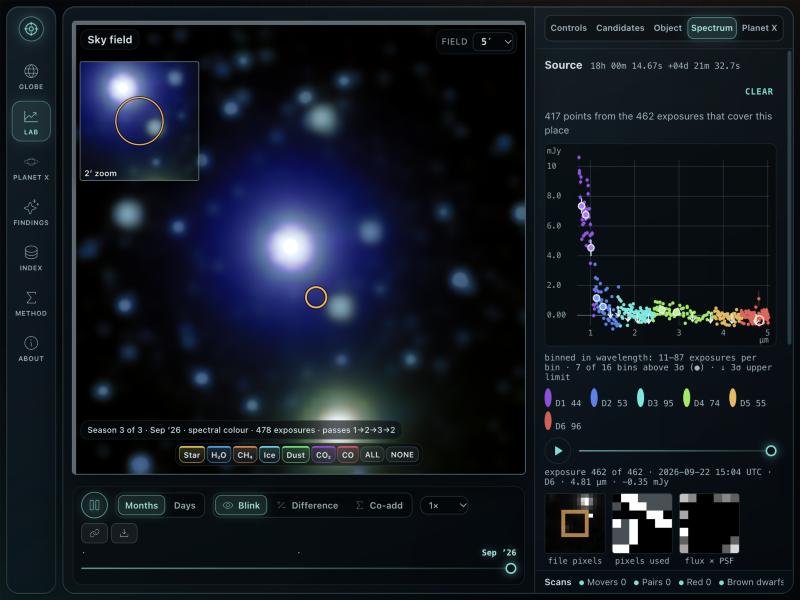 GLOBE
LAB
PLANET X
FINDINGS
INDEX
METHOD
ABOUT
Sky field
FIELD 5′
2′ zoom
Season 3 of 3 · Sep ’26 · spectral colour · 478 exposures · passes 1→2→3→2
Star H₂O CH₄ Ice Dust CO₂ CO ALL NONE
Months Days Blink Difference Co-add 1×
Sep ’26
Controls Candidates Object Spectrum Planet X
Source 18h 00m 14.67s +04d 21m 32.7s
CLEAR
417 points from the 462 exposures that cover this
place
mJy
10
8.0
6.0
4.0
2.0
0.00
1 2 3 4 5
μm
binned in wavelength: 11–87 exposures per
bin · 7 of 16 bins above 3σ (●) · ↓ 3σ upper
limit
D1 44 D2 53 D3 95 D4 74 D5 55
D6 96
exposure 462 of 462 · 2026-09-22 15:04 UTC ·
D6 · 4.81 μm · −0.35 mJy
file pixels pixels used flux × PSF
Scans Movers 0 Pairs 0 Red 0 Brown dwarfs